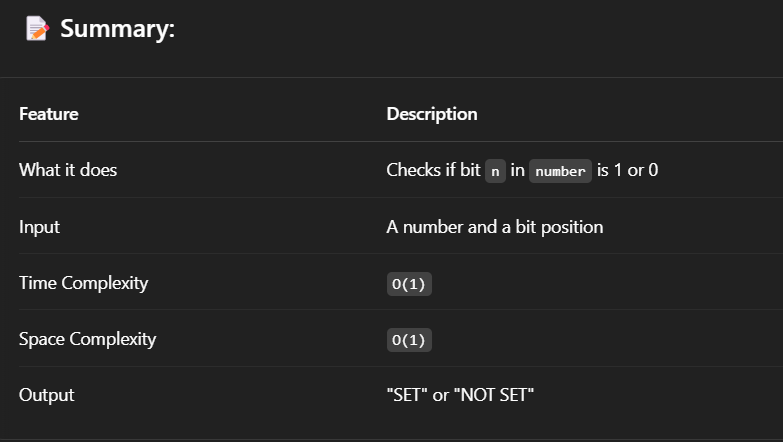 📝 Summary:
Feature Description
What it does Checks if bit n in number is 1 or 0
Input A number and a bit position
Time Complexity O(1)
Space Complexity O(1)
Output "SET" or "NOT SET"